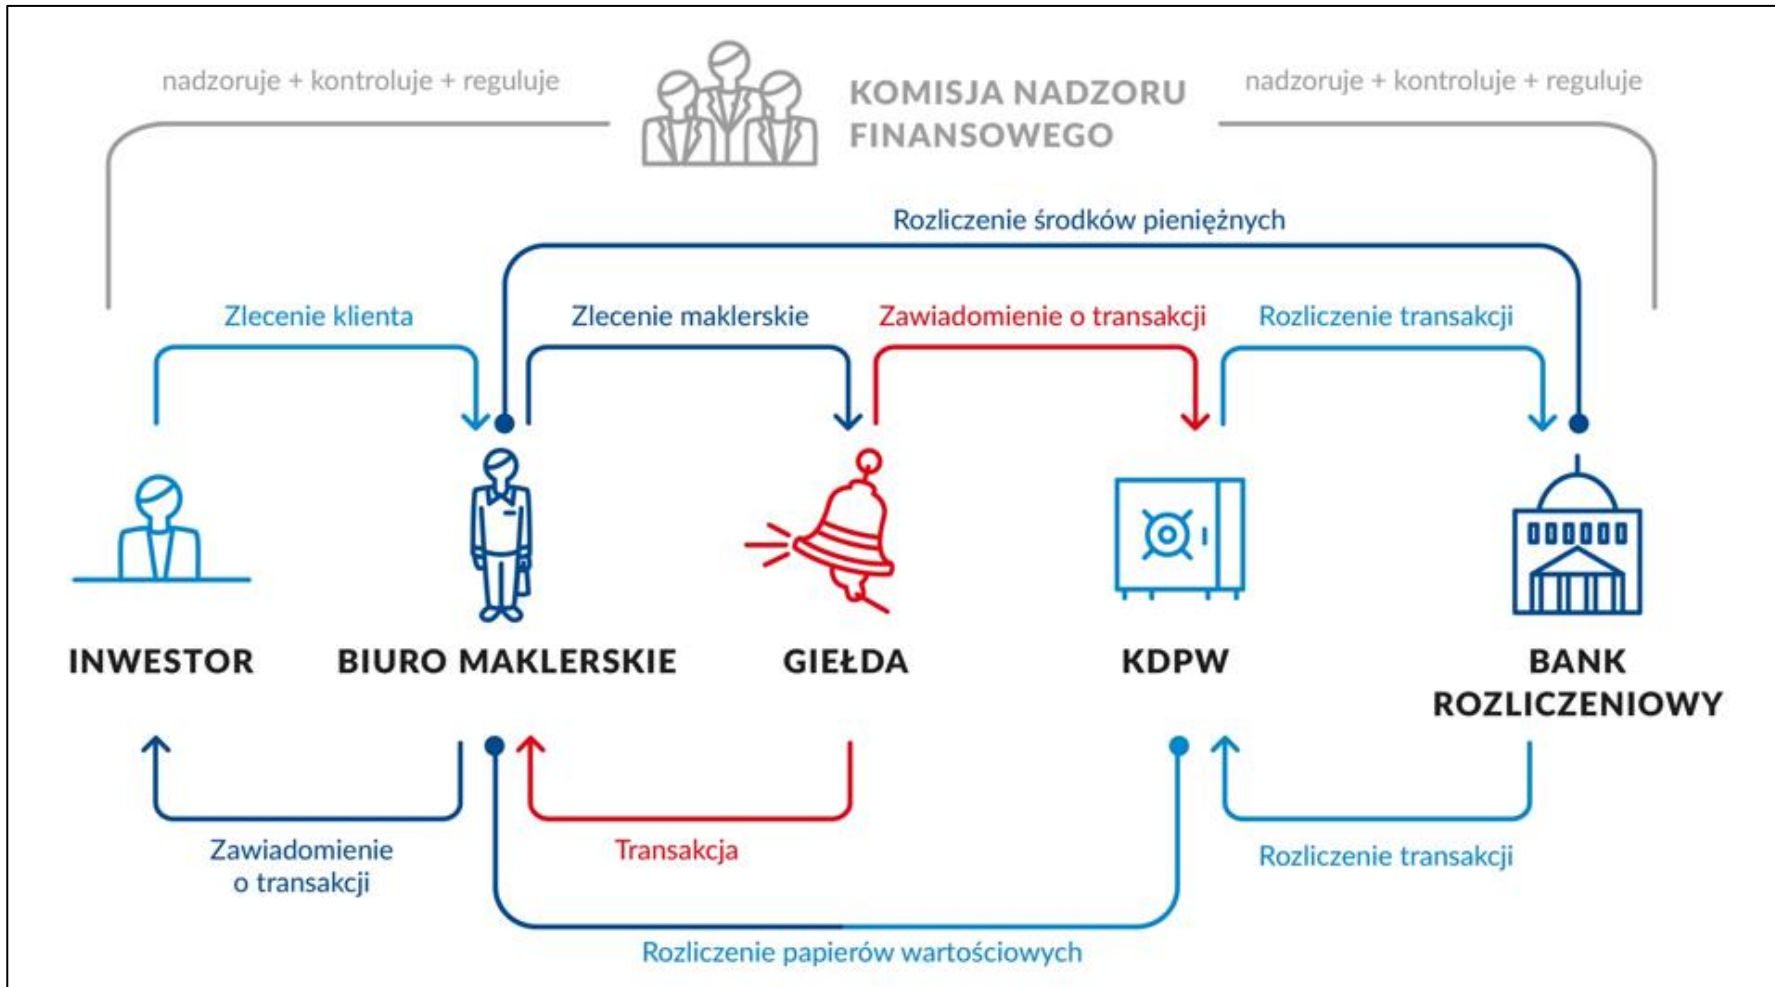 nadzoruje + kontroluje + reguluje
KOMISJA NADZORU
FINANSOWEGO
nadzoruje + kontroluje + reguluje
Rozliczenie środków pieniężnych
Zlecenie klienta
Zlecenie maklerskie
Zawiadomienie o transakcji
Rozliczenie transakcji
INWESTOR
BIURO MAKLERSKIE
GIEŁDA
KDPW
BANK
ROZLICZENIOWY
Zawiadomienie
o transakcji
Transakcja
Rozliczenie transakcji
Rozliczenie papierów wartościowych